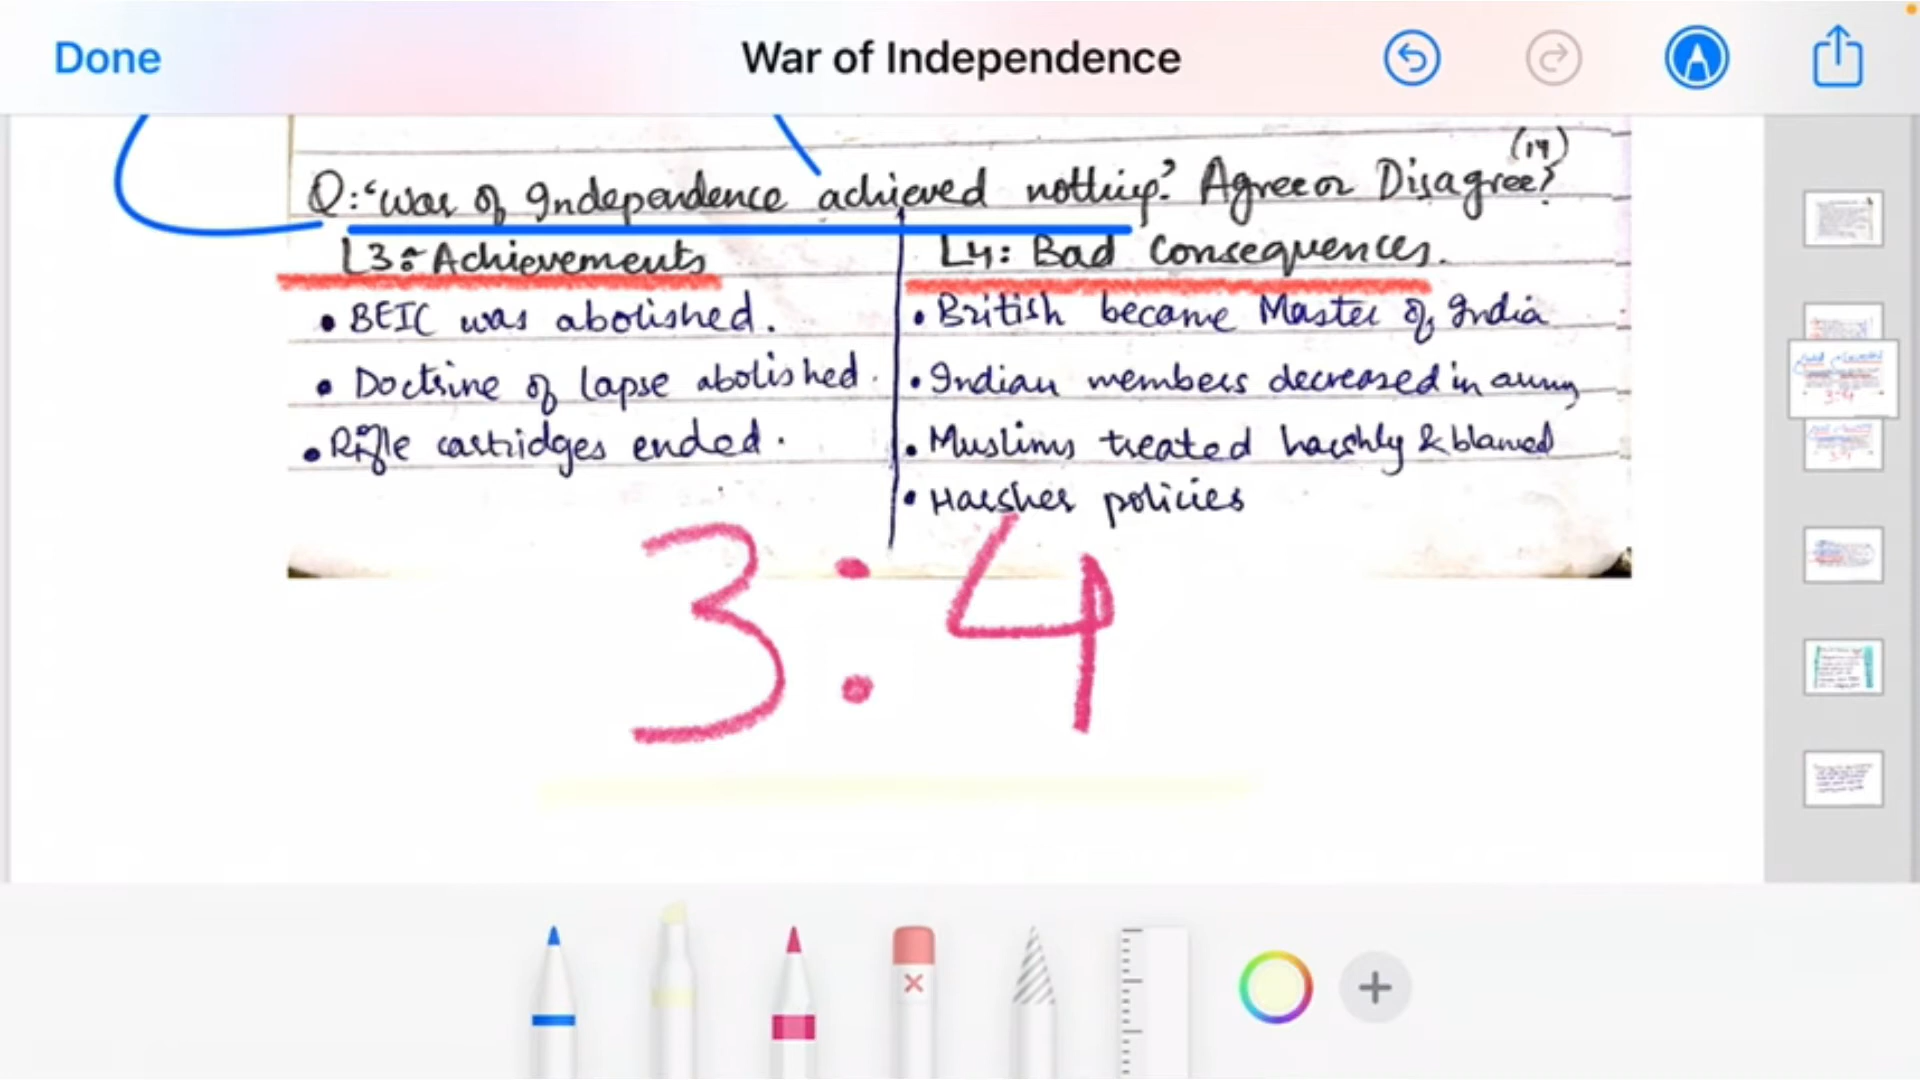 Done
War of Independence
(14)
Q: 'War of Independence achieved nothing.' Agree or Disagree?
L3: Achievements
• BEIC was abolished.
• Doctrine of lapse abolished.
• Rifle cartridges ended.
L4: Bad Consequences.
• British became Master of India
• Indian members decreased in army
• Muslims treated harshly & blamed
• Harsher policies
3:4